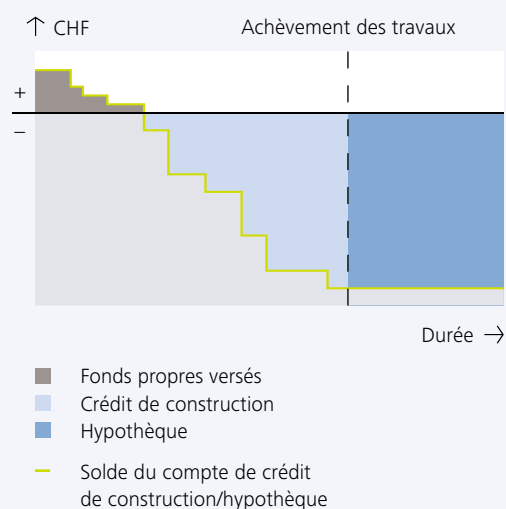 ↑ CHF
Achèvement des travaux
+
–
Durée →
Fonds propres versés
Crédit de construction
Hypothèque
Solde du compte de crédit
de construction/hypothèque